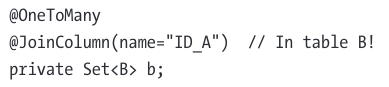 @OneToMany
@JoinColumn(name="ID_A")  // In table B!
private Set<B> b;